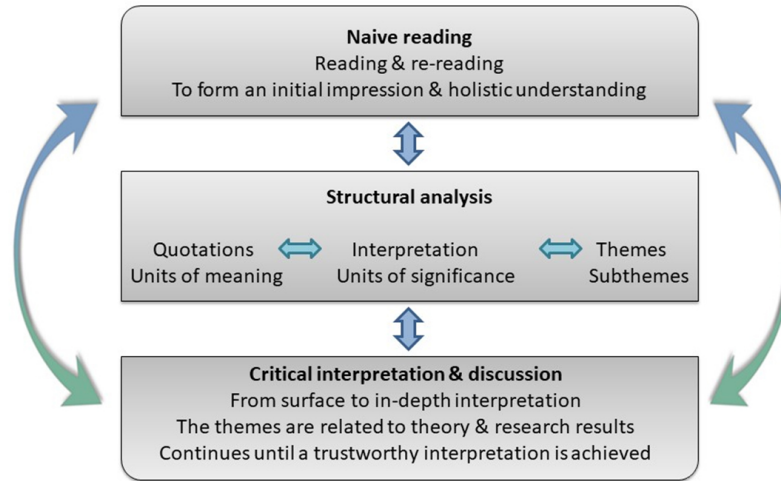 Naive reading
Reading & re-reading
To form an initial impression & holistic understanding
Structural analysis
Quotations Interpretation Themes
Units of meaning Units of significance Subthemes
Critical interpretation & discussion
From surface to in-depth interpretation
The themes are related to theory & research results
Continues until a trustworthy interpretation is achieved